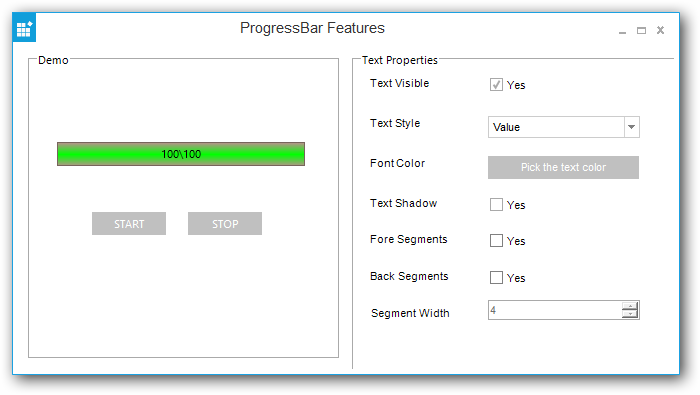 ProgressBar Features
Demo
100\100
START STOP
Text Properties
Text Visible Yes
Text Style Value
Font Color Pick the text color
Text Shadow Yes
Fore Segments Yes
Back Segments Yes
Segment Width 4